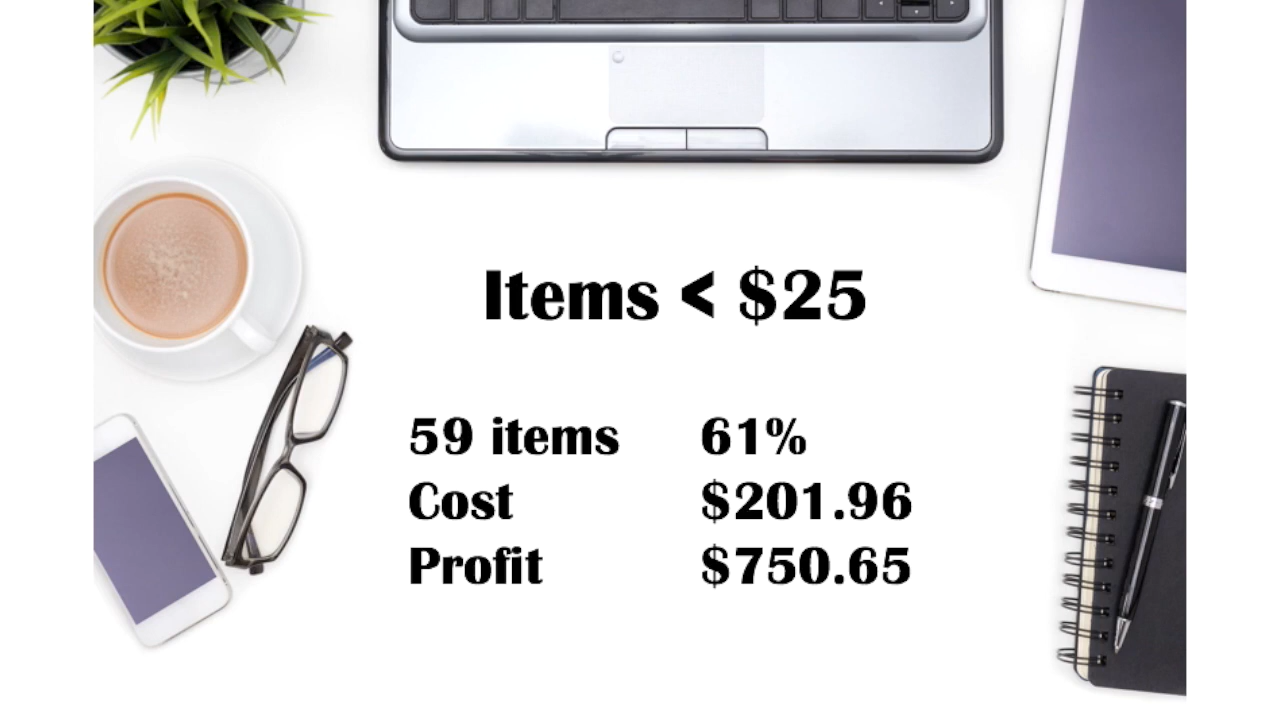 Items < $25
59 items 61%
Cost $201.96
Profit $750.65